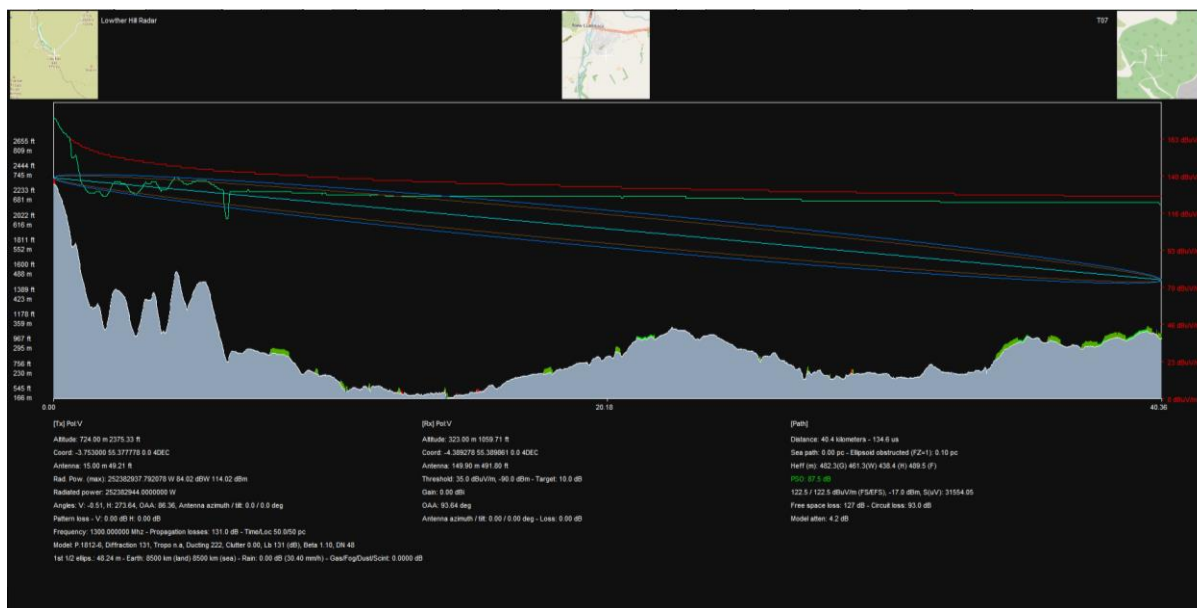 Lowther Hill Radar
T07
2655 ft
809 m
2444 ft
745 m
2233 ft
681 m
2022 ft
616 m
1811 ft
552 m
1600 ft
488 m
1389 ft
423 m
1178 ft
359 m
967 ft
295 m
756 ft
230 m
545 ft
166 m
163 dBuV/m
140 dBuV/m
116 dBuV/m
70 dBuV/m
46 dBuV/m
23 dBuV/m
0 dBuV/m
0.00
20.18
40.36
[Tx] Pol V
Altitude: 724.00 m 2375.33 ft
Coord: -3.753000 55.377778 0.0 4DEC
Antenna: 15.00 m 49.21 ft
Rad. Pow. (max): 252382937.792078 W 84.02 dBW 114.02 dBm
Radiated power: 252382944.0000000 W
Angles: V: -0.51, H: 273.64, OAA: 86.36, Antenna azimuth / tilt: 0.0 / 0.0 deg
Pattern loss - V: 0.00 dB H: 0.00 dB
Frequency: 1300.000000 Mhz - Propagation losses: 131.0 dB - Time/Loc 50.0/50 pc
Model: P.1812-6, Diffraction 131, Tropo n.a, Ducting 222, Clutter 0.00, Lb 131 (dB), Beta 1.10, DN 48
1st 1/2 ellips.: 48.24 m - Earth: 8500 km (land) 8500 km (sea) - Rain: 0.00 dB (30.40 mm/h) - Gas/Fog/Dust/Scint: 0.0000 dB
[Rx] Pol V
Altitude: 323.00 m 1059.71 ft
Coord: -4.389278 55.389861 0.0 4DEC
Antenna: 149.90 m 491.80 ft
Threshold: 35.0 dBuV/m, -90.0 dBm - Target: 10.0 dB
Gain: 0.00 dBi
OAA: 93.64 deg
Antenna azimuth / tilt: 0.00 / 0.00 deg - Loss: 0.00 dB
[Path]
Distance: 40.4 kilometers - 134.6 us
Sea path: 0.00 pc - Ellipsoid obstructed (FZ=1): 0.10 pc
Heff (m): 482.3(G) 461.3(W) 438.4 (H) 409.5 (F)
PSO: 87.5 dB
122.5 / 122.5 dBuV/m (FS/EFS), -17.0 dBm, S(uV): 31554.05
Free space loss: 127 dB - Circuit loss: 93.0 dB
Model atten: 4.2 dB